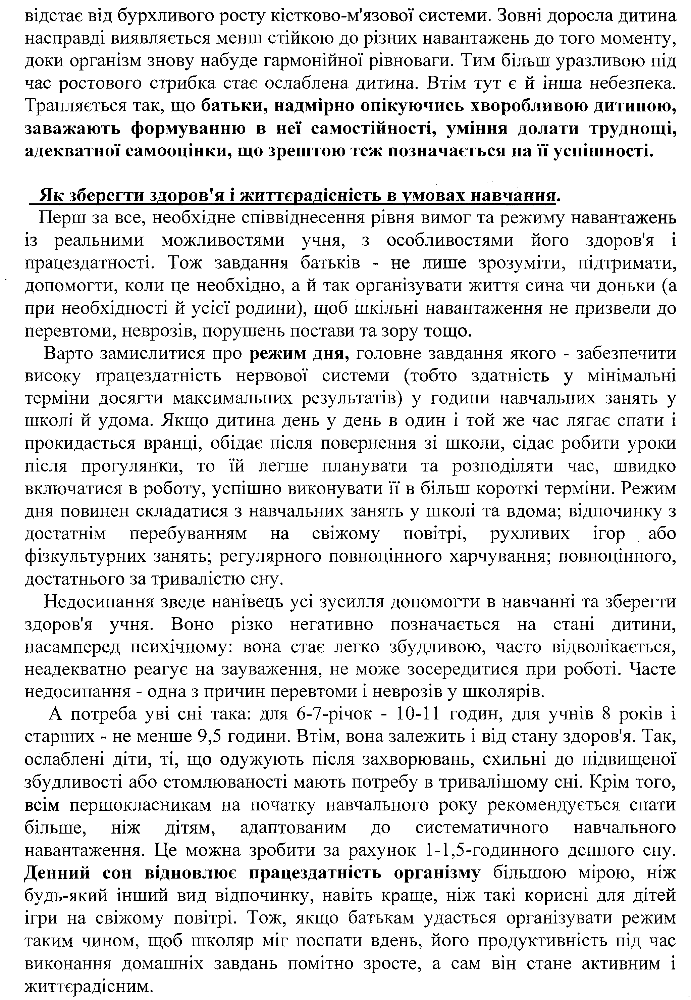 відстає від бурхливого росту кістково-м'язової системи. Зовні доросла дитина
насправді виявляється менш стійкою до різних навантажень до того моменту,
доки організм знову набуде гармонійної рівноваги. Тим більш уразливою під
час ростового стрибка стає ослаблена дитина. Втім тут є й інша небезпека.
Трапляється так, що батьки, надмірно опікуючись хворобливою дитиною,
заважають формуванню в неї самостійності, уміння долати труднощі,
адекватної самооцінки, що зрештою теж позначається на її успішності.
Як зберегти здоров'я і життєрадісність в умовах навчання.
Перш за все, необхідне співвіднесення рівня вимог та режиму навантажень
із реальними можливостями учня, з особливостями його здоров'я і
працездатності. Тож завдання батьків - не лише зрозуміти, підтримати,
допомогти, коли це необхідно, а й так організувати життя сина чи доньки (а
при необхідності й усієї родини), щоб шкільні навантаження не призвели до
перевтоми, неврозів, порушень постави та зору тощо.
Варто замислитися про режим дня, головне завдання якого - забезпечити
високу працездатність нервової системи (тобто здатність у мінімальні
терміни досягти максимальних результатів) у години навчальних занять у
школі й удома. Якщо дитина день у день в один і той же час лягає спати і
прокидається вранці, обідає після повернення зі школи, сідає робити уроки
після прогулянки, то їй легше планувати та розподіляти час, швидко
включатися в роботу, успішно виконувати її в більш короткі терміни. Режим
дня повинен складатися з навчальних занять у школі та вдома; відпочинку з
достатнім перебуванням на свіжому повітрі, рухливих ігор або
фізкультурних занять; регулярного повноцінного харчування; повноцінного,
достатнього за тривалістю сну.
Недосипання зведе нанівець усі зусилля допомогти в навчанні та зберегти
здоров'я учня. Воно різко негативно позначається на стані дитини,
насамперед психічному: вона стає легко збудливою, часто відволікається,
неадекватно реагує на зауваження, не може зосередитися при роботі. Часте
недосипання - одна з причин перевтоми і неврозів у школярів.
А потреба уві сні така: для 6-7-річок - 10-11 годин, для учнів 8 років і
старших - не менше 9,5 години. Втім, вона залежить і від стану здоров'я. Так,
ослаблені діти, ті, що одужують після захворювань, схильні до підвищеної
збудливості або стомлюваності мають потребу в тривалішому сні. Крім того,
всім першокласникам на початку навчального року рекомендується спати
більше, ніж дітям, адаптованим до систематичного навчального
навантаження. Це можна зробити за рахунок 1-1,5-годинного денного сну.
Денний сон відновлює працездатність організму більшою мірою, ніж
будь-який інший вид відпочинку, навіть краще, ніж такі корисні для дітей
ігри на свіжому повітрі. Тож, якщо батькам удасться організувати режим
таким чином, щоб школяр міг поспати вдень, його продуктивність під час
виконання домашніх завдань помітно зросте, а сам він стане активним і
життєрадісним.